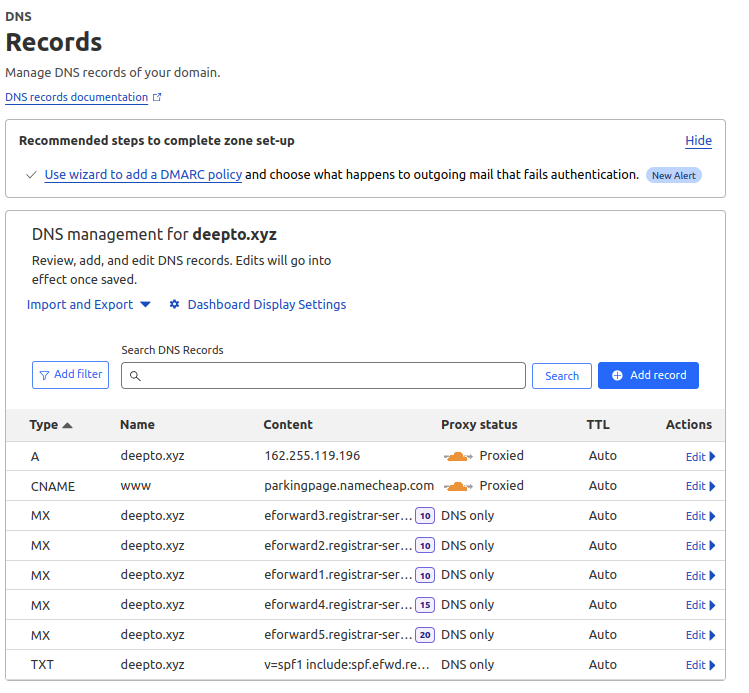 DNS
Records
Manage DNS records of your domain.
DNS records documentation
Recommended steps to complete zone set-up Hide
Use wizard to add a DMARC policy and choose what happens to outgoing mail that fails authentication. New Alert
DNS management for deepto.xyz
Review, add, and edit DNS records. Edits will go into
effect once saved.
Import and Export Dashboard Display Settings
Search DNS Records
Add filter Search Add record
Type Name Content Proxy status TTL Actions
A deepto.xyz 162.255.119.196 Proxied Auto Edit
CNAME www parkingpage.namecheap.com Proxied Auto Edit
MX deepto.xyz eforward3.registrar-ser... 10 DNS only Auto Edit
MX deepto.xyz eforward2.registrar-ser... 10 DNS only Auto Edit
MX deepto.xyz eforward1.registrar-ser... 10 DNS only Auto Edit
MX deepto.xyz eforward4.registrar-ser... 15 DNS only Auto Edit
MX deepto.xyz eforward5.registrar-ser... 20 DNS only Auto Edit
TXT deepto.xyz v=spf1 include:spf.efwd.re... DNS only Auto Edit